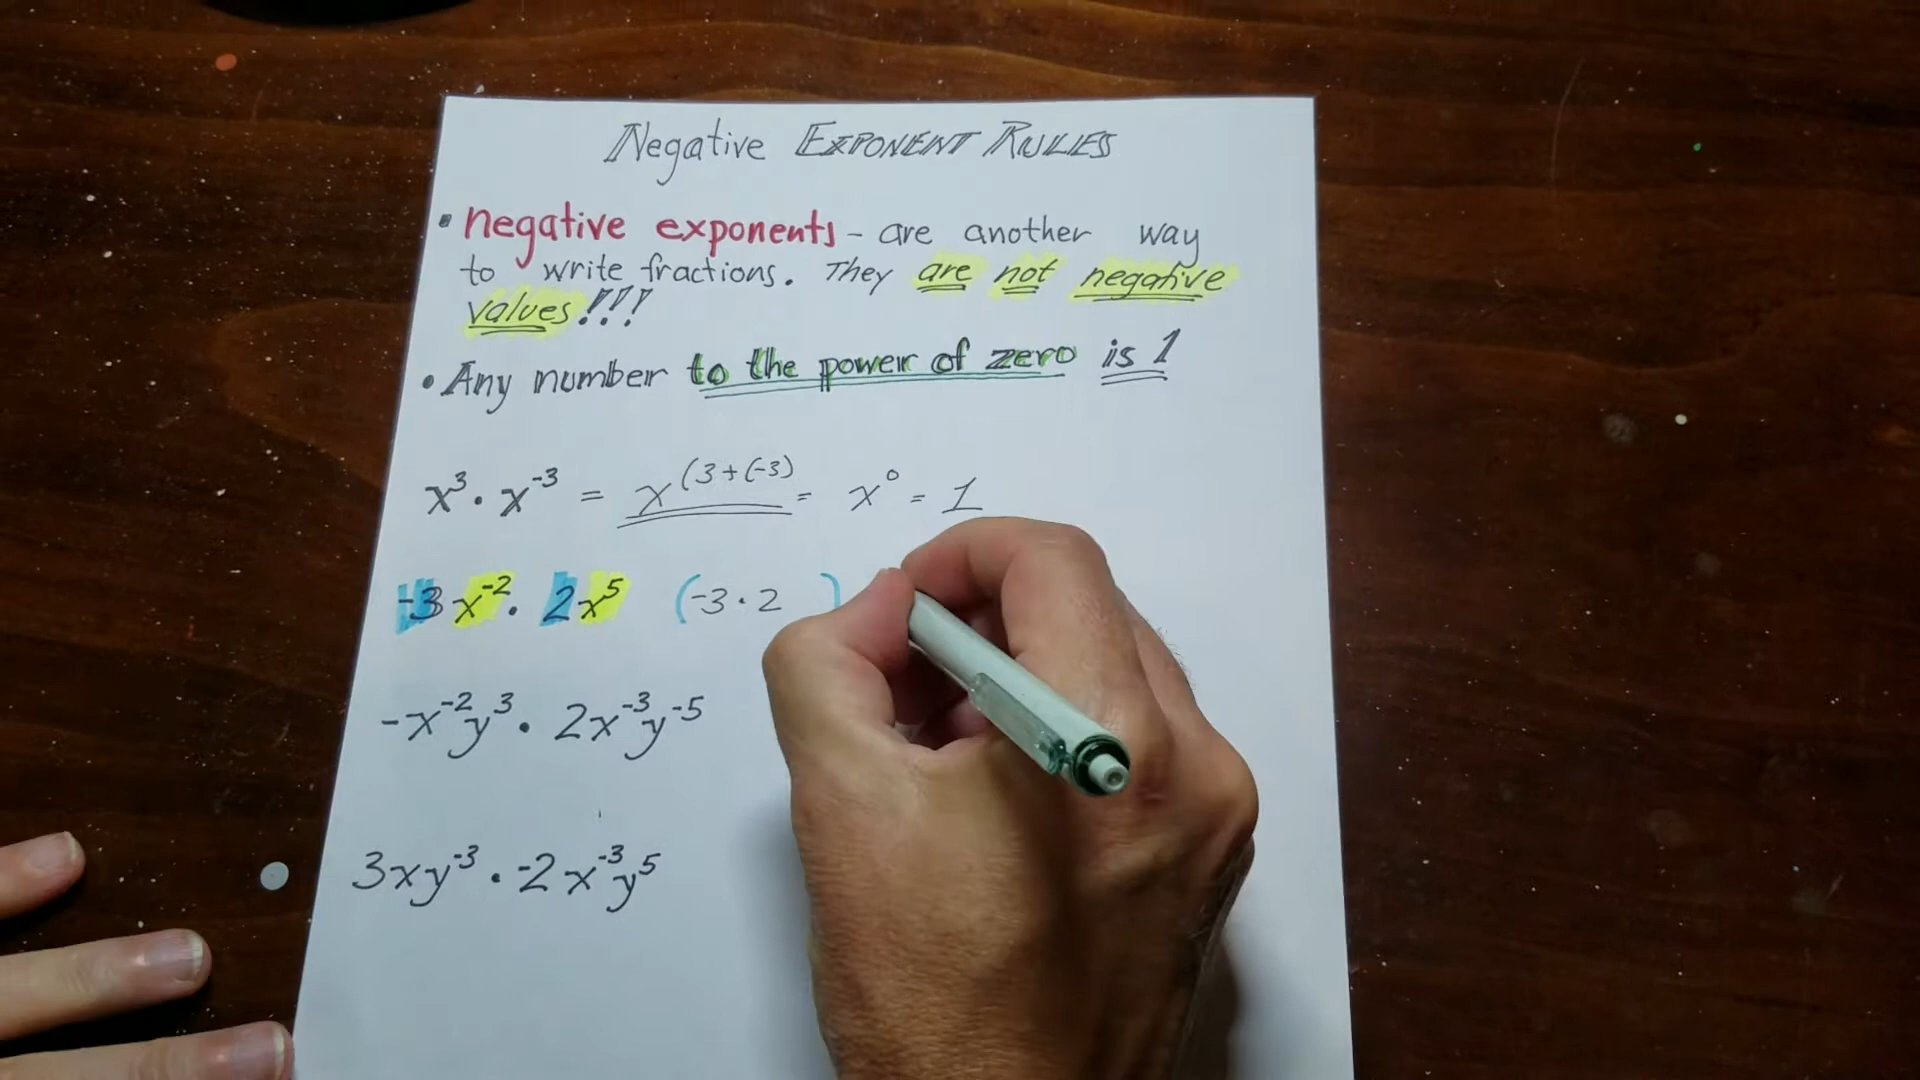 Negative EXPONENT RULES
• negative exponents - are another way
to write fractions. They are not negative
values!!!
• Any number to the power of zero is 1
x³ · x⁻³ = x⁽³⁺⁽⁻³⁾ = x⁰ = 1
-3x⁻² · 2x⁵ (-3 · 2 )
-x⁻²y³ · 2x⁻³y⁻⁵
3xy⁻³ · -2x⁻³y⁵